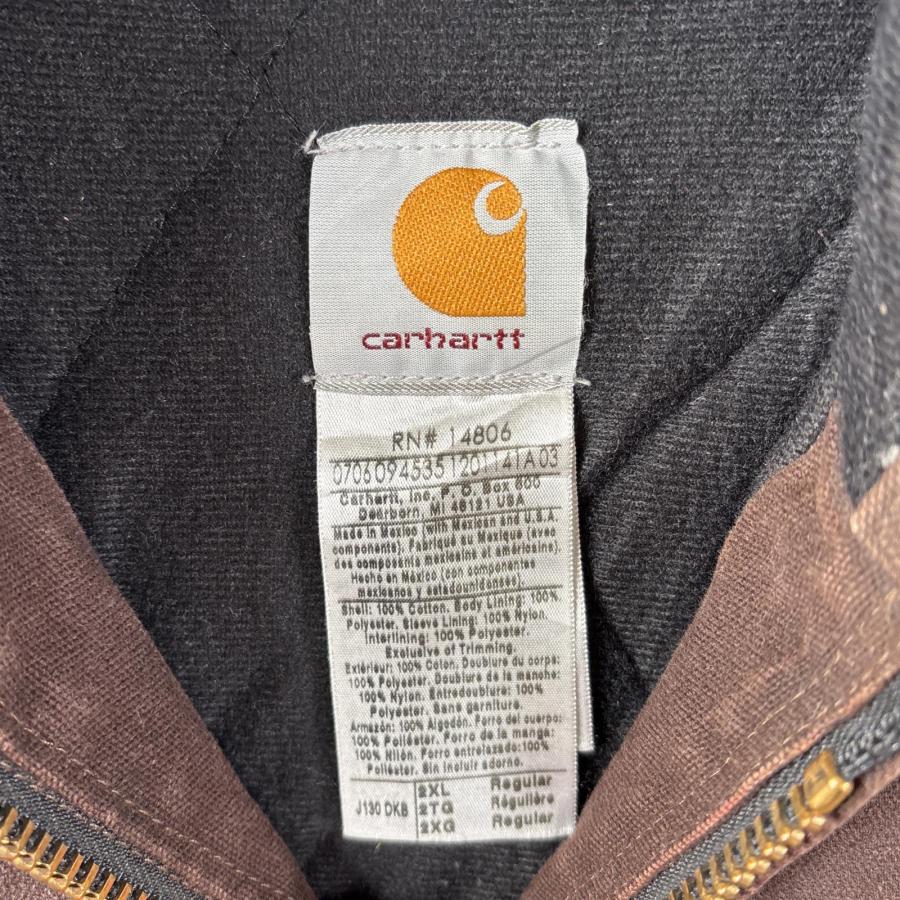 carhartt
RN# 14806
07060945351201141A03
Carhartt, Inc. P. O. Box 600
Dearborn, MI 48121 USA
Made in Mexico (with Mexican and U.S.A.
components). Fabriqué au Mexique (avec
des composants mexicains et américains).
Hecho en México (con componentes
mexicanos y estadounidenses).
Shell: 100% Cotton. Body Lining: 100%
Polyester. Sleeve Lining: 100% Nylon.
Interlining: 100% Polyester.
Exclusive of Trimming.
Extérieur: 100% Coton. Doublure du corps:
100% Polyester. Doublure de la manche:
100% Nylon. Entredoublure: 100%
Polyester. Sans garniture.
Armazón: 100% Algodón. Forro del cuerpo:
100% Poliéster. Forro de la manga:
100% Nilón. Forro entrelazado:100%
Poliéster. Sin incluir adorno.
J130 DKB
2XL Regular
2TG Régulière
2XG Regular